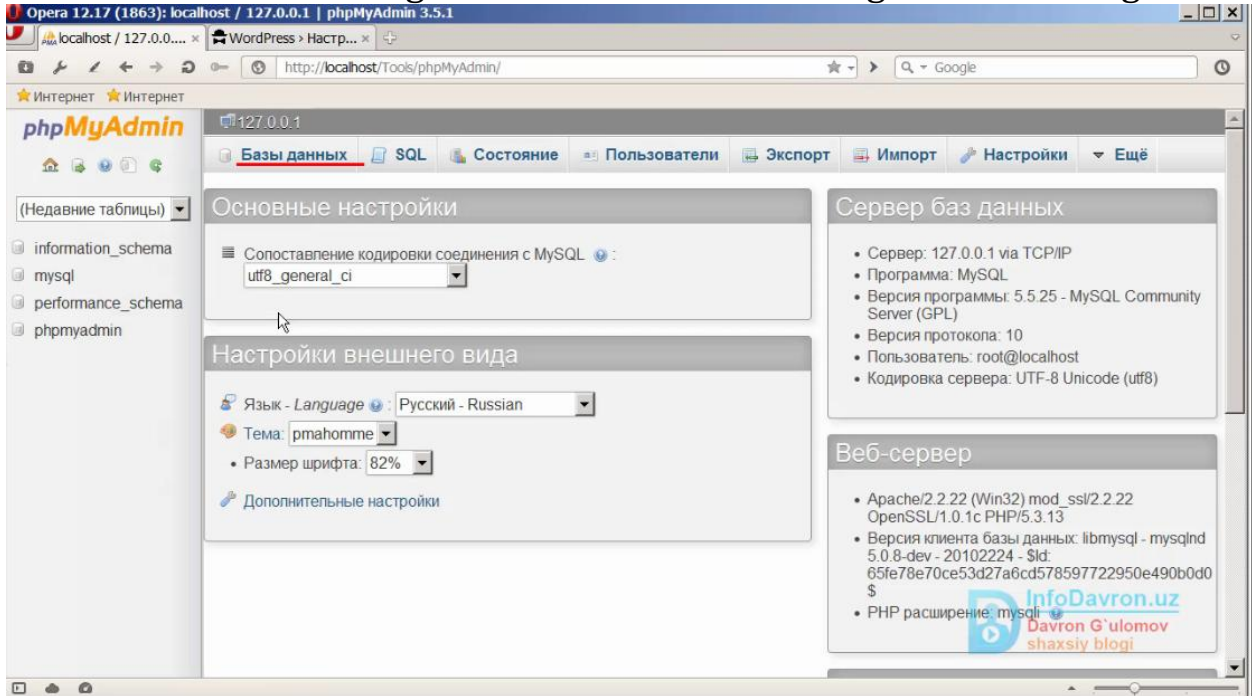 Opera 12.17 (1863): localhost / 127.0.0.1 | phpMyAdmin 3.5.1
localhost / 127.0.0.... × WordPress › Настр... ×
http://localhost/Tools/phpMyAdmin/
Google
Интернет Интернет
phpMyAdmin
(Недавние таблицы)
information_schema
mysql
performance_schema
phpmyadmin
127.0.0.1
Базы данных SQL Состояние Пользователи Экспорт Импорт Настройки Ещё
Основные настройки
Сопоставление кодировки соединения с MySQL :
utf8_general_ci
Настройки внешнего вида
Язык - Language : Русский - Russian
Тема: pmahomme
• Размер шрифта: 82%
Дополнительные настройки
Сервер баз данных
• Сервер: 127.0.0.1 via TCP/IP
• Программа: MySQL
• Версия программы: 5.5.25 - MySQL Community
Server (GPL)
• Версия протокола: 10
• Пользователь: root@localhost
• Кодировка сервера: UTF-8 Unicode (utf8)
Веб-сервер
• Apache/2.2.22 (Win32) mod_ssl/2.2.22
OpenSSL/1.0.1c PHP/5.3.13
• Версия клиента базы данных: libmysql - mysqlnd
5.0.8-dev - 20102224 - $Id:
65fe78e70ce53d27a6cd578597722950e490b0d0
$
• PHP расширение: mysqli
InfoDavron.uz
Davron G`ulomov
shaxsiy blogi